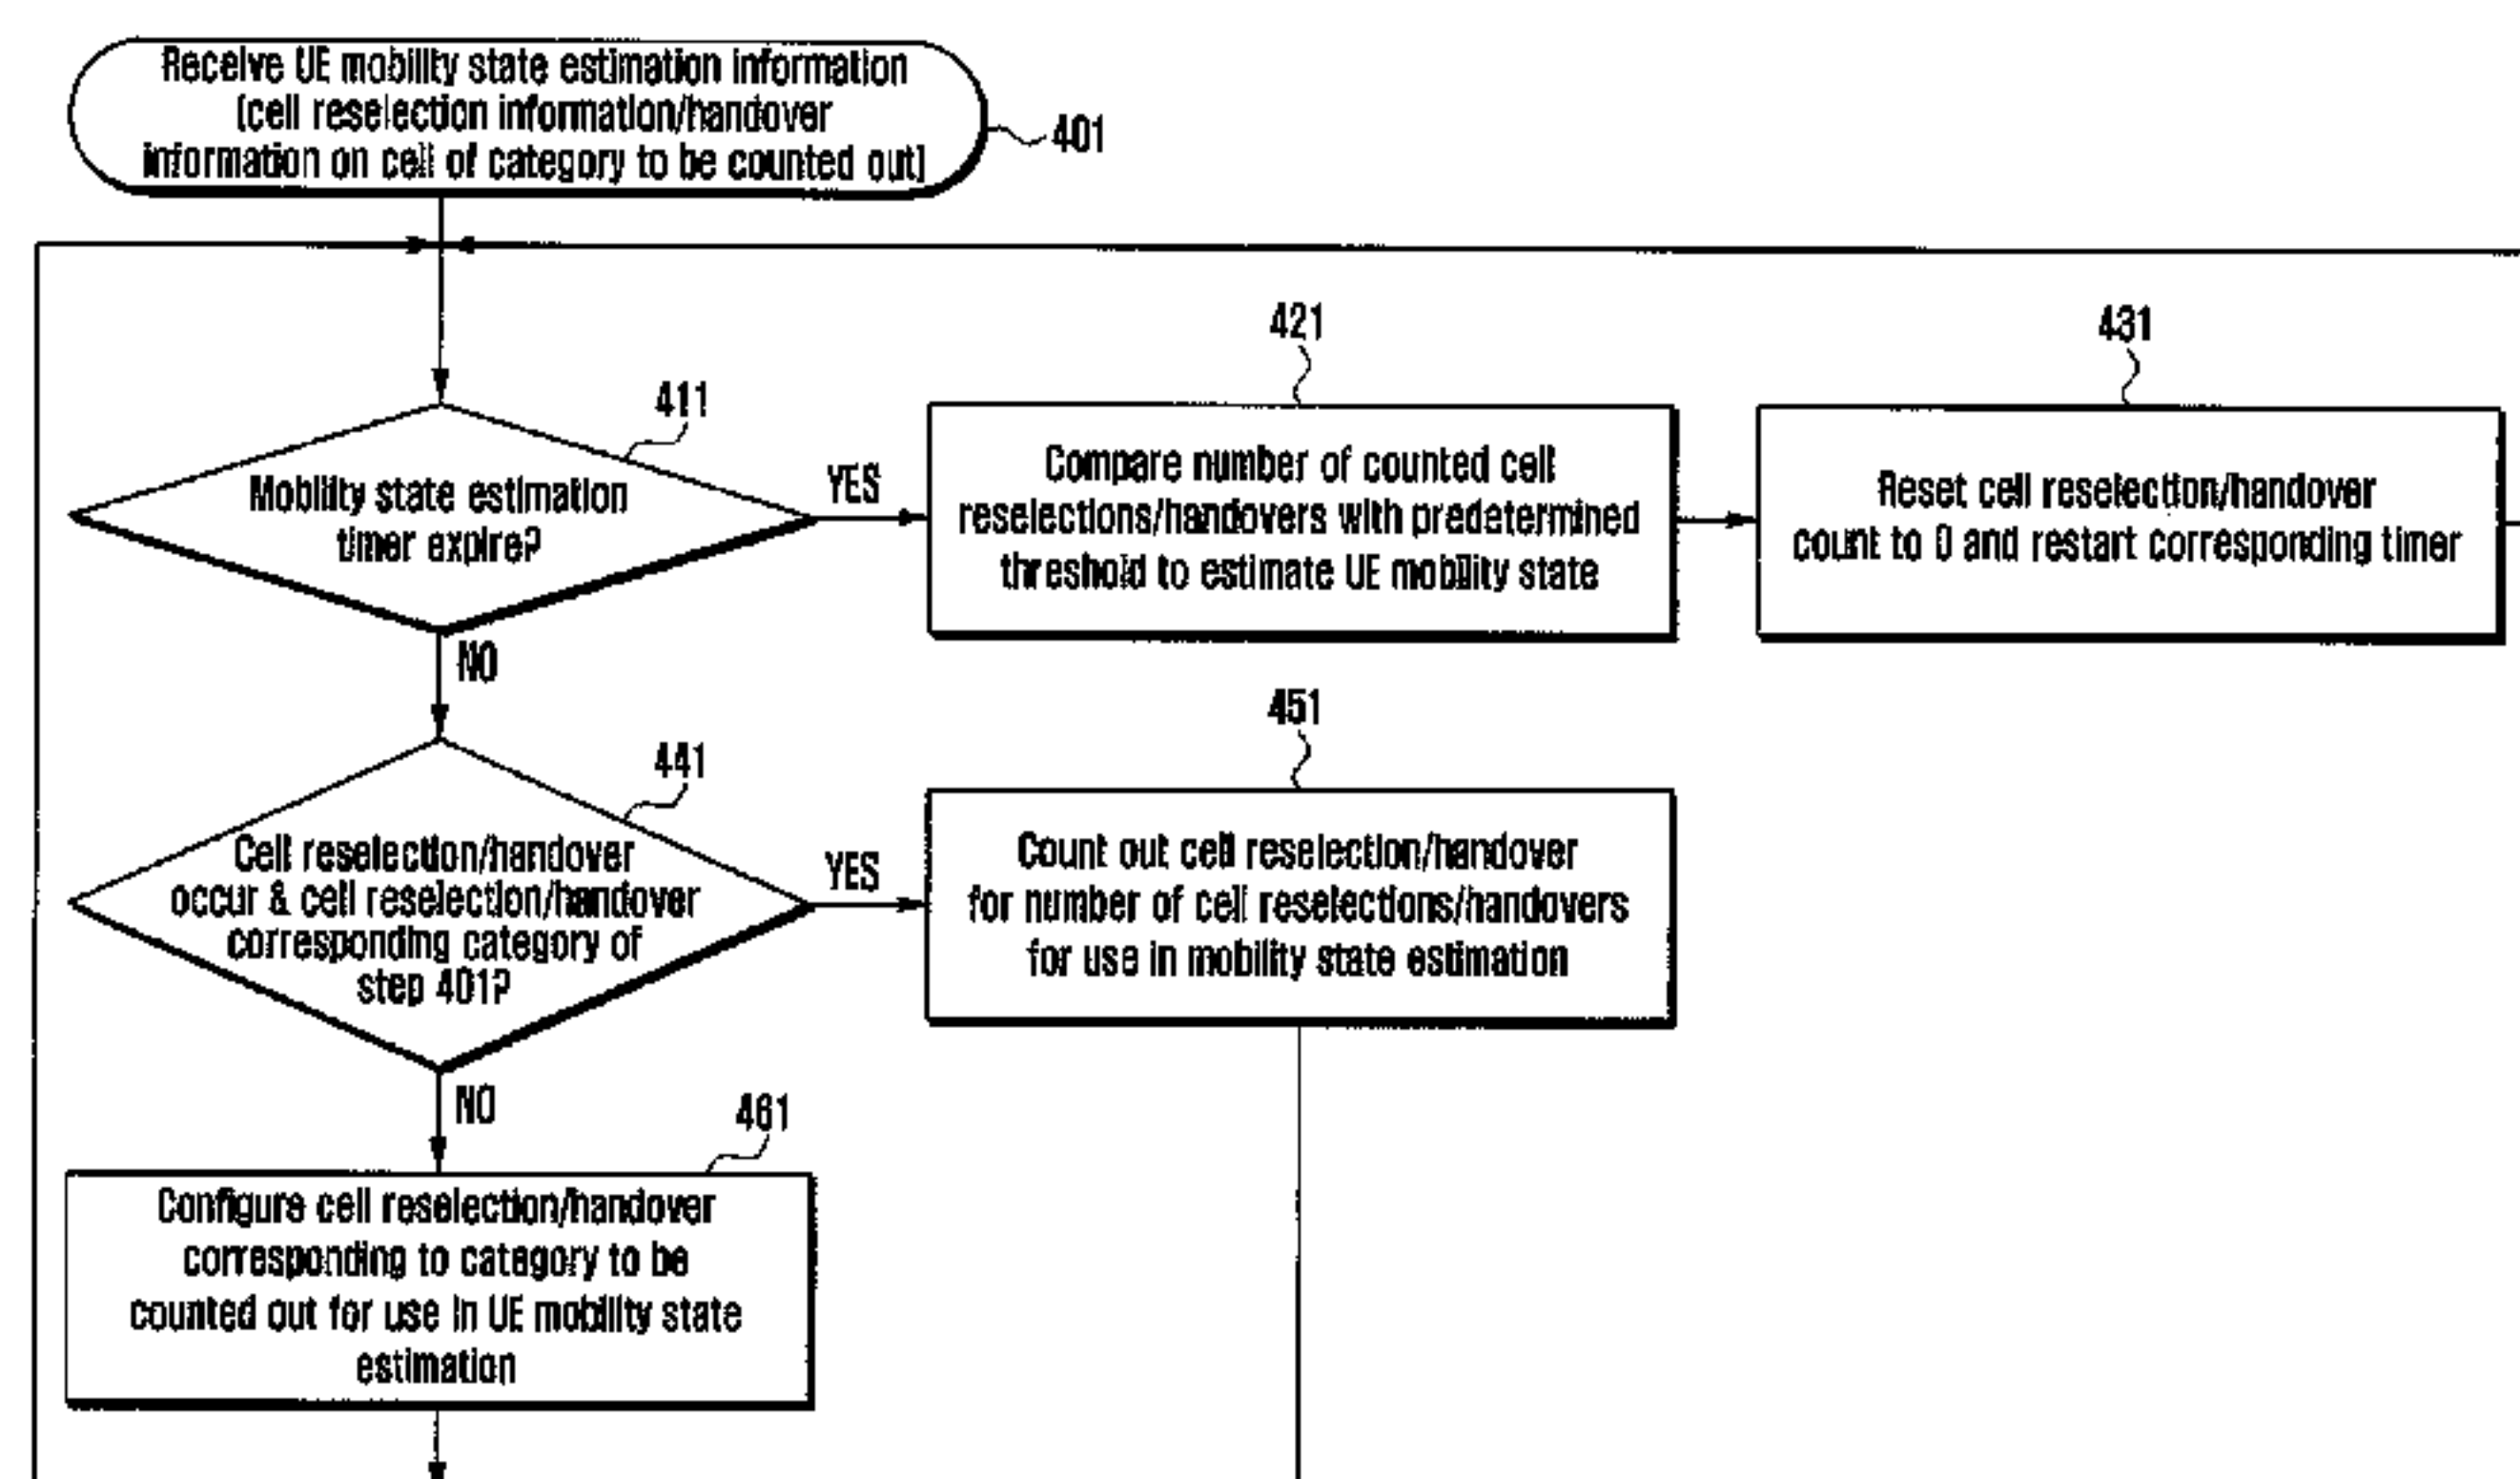 Receive UE mobility state estimation information
(cell reselection information/handover
information on cell of category to be counted out)
401
421
431
411
Mobility state estimation
timer expire?
YES
Compare number of counted cell
reselections/handovers with predetermined
threshold to estimate UE mobility state
Reset cell reselection/handover
count to 0 and restart corresponding timer
NO
451
441
Cell reselection/handover
occur & cell reselection/handover
corresponding category of
step 401?
YES
Count out cell reselection/handover
for number of cell reselections/handovers
for use in mobility state estimation
NO
461
Configure cell reselection/handover
corresponding to category to be
counted out for use in UE mobility state
estimation